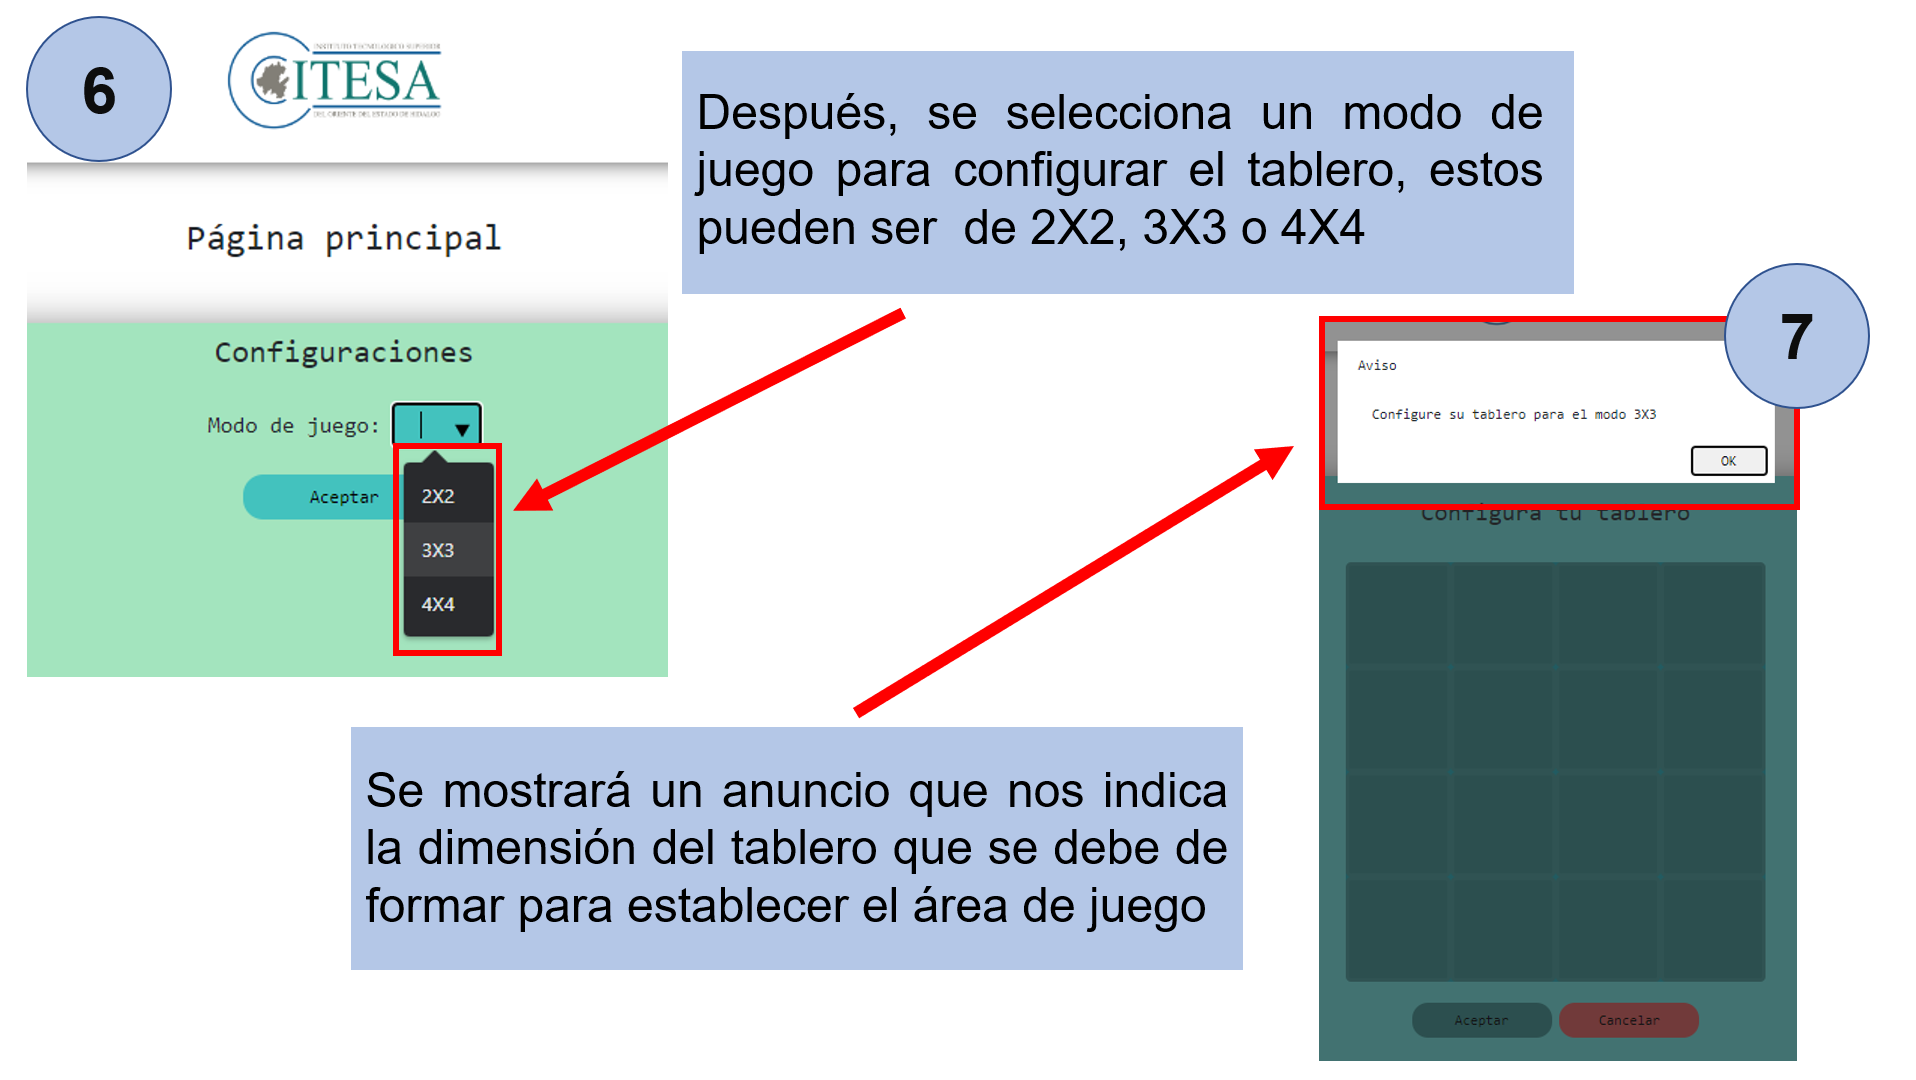 6
INSTITUTO TECNOLOGICO SUPERIOR
ITESA
DEL ORIENTE DEL ESTADO DE HIDALGO
Después, se selecciona un modo de
juego para configurar el tablero, estos
pueden ser de 2X2, 3X3 o 4X4
Página principal
Configuraciones
Modo de juego:
Aceptar
2X2
3X3
4X4
7
Aviso
Configure su tablero para el modo 3X3
OK
Configura tu tablero
Aceptar
Cancelar
Se mostrará un anuncio que nos indica
la dimensión del tablero que se debe de
formar para establecer el área de juego